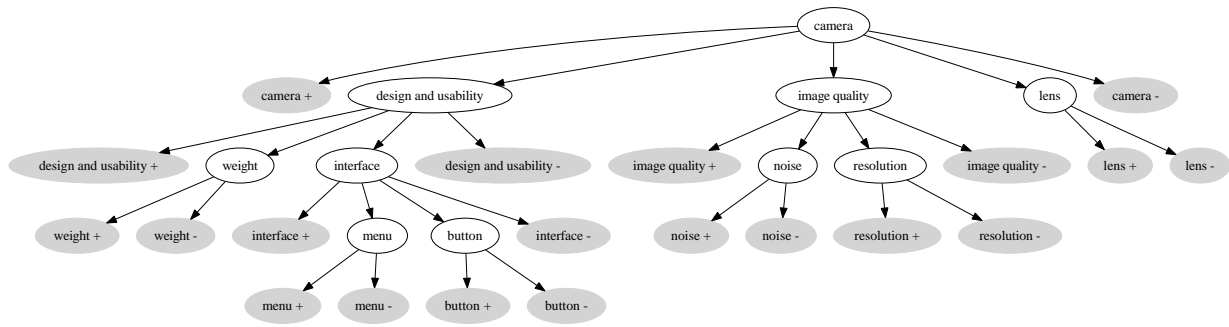 camera
camera +
design and usability
image quality
lens
camera -
design and usability +
weight
interface
design and usability -
image quality +
noise
resolution
image quality -
lens +
lens -
weight +
weight -
interface +
menu
button
interface -
noise +
noise -
resolution +
resolution -
menu +
menu -
button +
button -